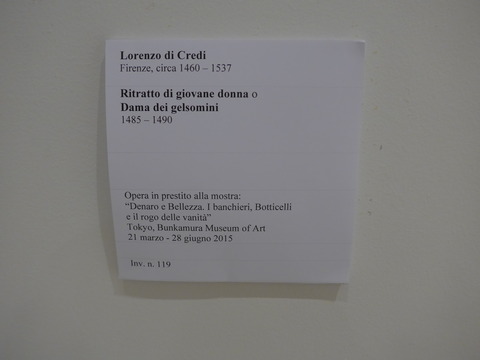 Lorenzo di Credi
Firenze, circa 1460 – 1537
Ritratto di giovane donna o
Dama dei gelsomini
1485 – 1490
Opera in prestito alla mostra:
“Denaro e Bellezza. I banchieri, Botticelli
e il rogo delle vanità”
Tokyo, Bunkamura Museum of Art
21 marzo - 28 giugno 2015
Inv. n. 119